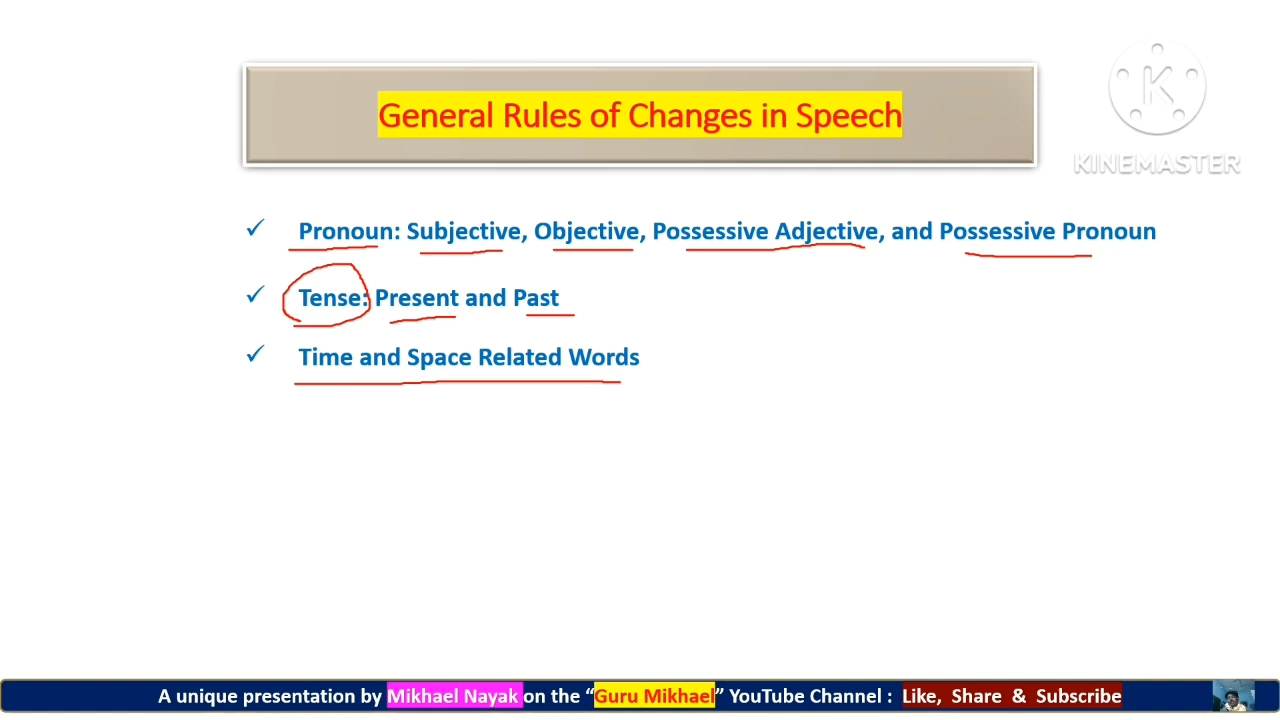 General Rules of Changes in Speech
K
KINEMASTER
✓ Pronoun: Subjective, Objective, Possessive Adjective, and Possessive Pronoun
✓ Tense: Present and Past
✓ Time and Space Related Words
A unique presentation by Mikhael Nayak on the “Guru Mikhael” YouTube Channel : Like, Share & Subscribe